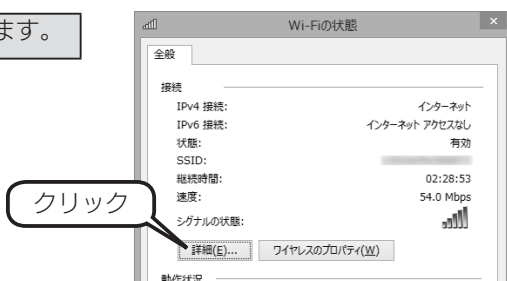 ます。
Wi-Fiの状態
全般
接続
IPv4 接続: インターネット
IPv6 接続: インターネット アクセスなし
状態: 有効
SSID:
継続時間: 02:28:53
速度: 54.0 Mbps
シグナルの状態:
クリック
詳細(E)... ワイヤレスのプロパティ(W)
動作状況